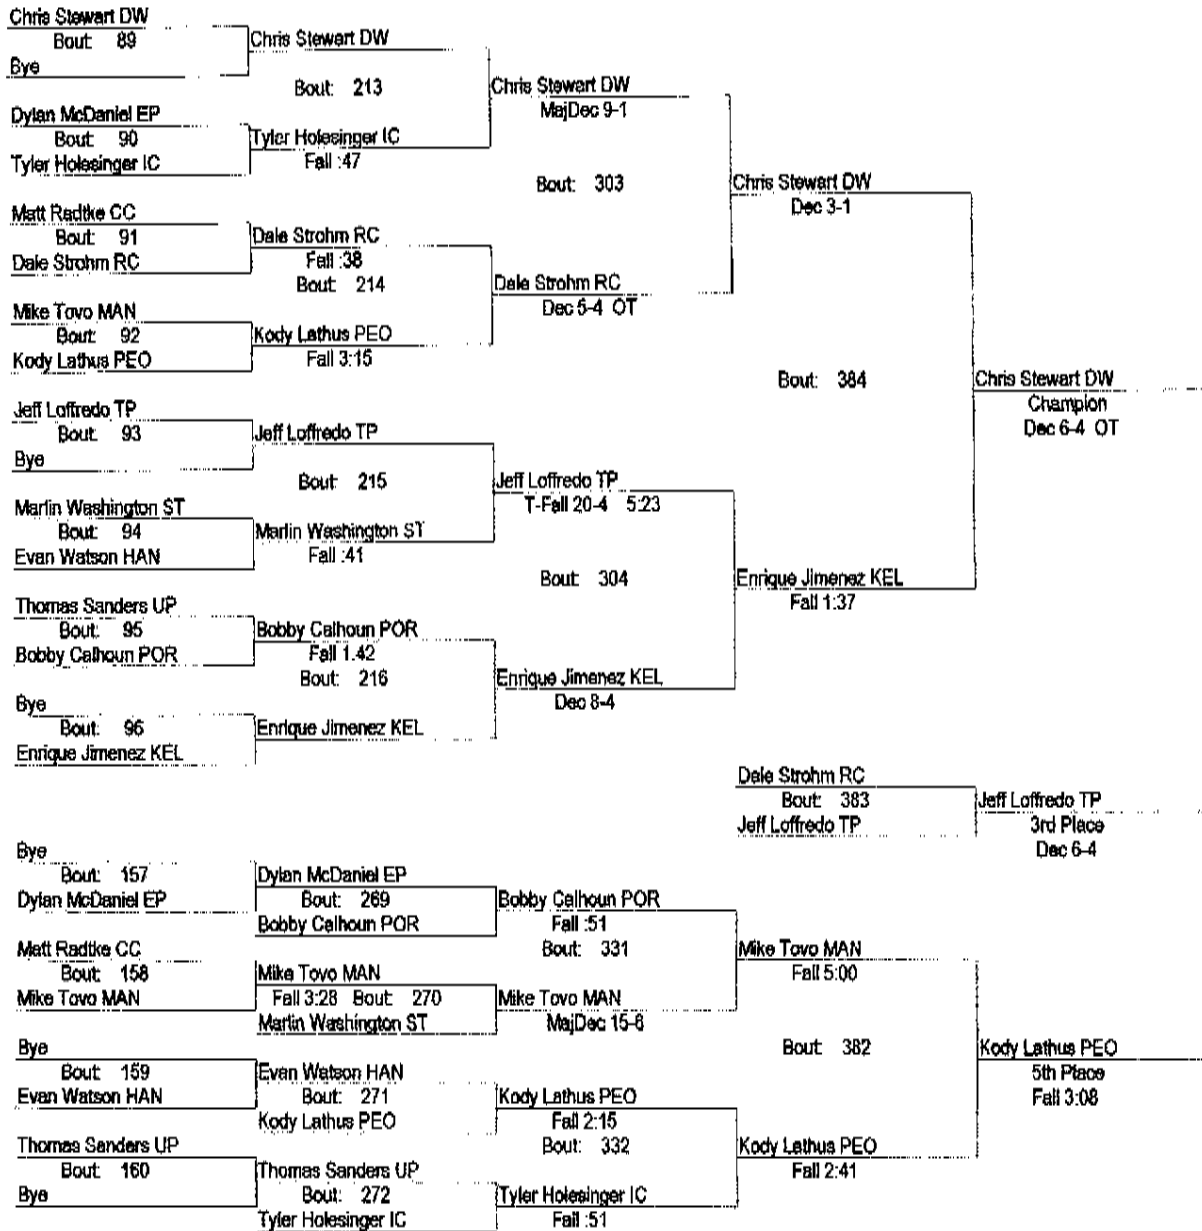 Chris Stewart DW
Bout: 89
Bye
Chris Stewart DW
Bout: 213
Dylan McDaniel EP
Bout: 90
Tyler Holesinger IC
Tyler Holesinger IC
Fall :47
Chris Stewart DW
MajDec 9-1
Bout: 303
Matt Radtke CC
Bout: 91
Dale Strohm RC
Dale Strohm RC
Fall :38
Bout: 214
Mike Tovo MAN
Bout: 92
Kody Lathus PEO
Kody Lathus PEO
Fall 3:15
Dale Strohm RC
Dec 5-4 OT
Chris Stewart DW
Dec 3-1
Bout: 384
Chris Stewart DW
Champion
Dec 6-4 OT
Jeff Loffredo TP
Bout: 93
Bye
Jeff Loffredo TP
Bout: 215
Marlin Washington ST
Bout: 94
Evan Watson HAN
Marlin Washington ST
Fall :41
Jeff Loffredo TP
T-Fall 20-4 5:23
Bout: 304
Thomas Sanders UP
Bout: 95
Bobby Calhoun POR
Bobby Calhoun POR
Fall 1:42
Bout: 216
Bye
Bout: 96
Enrique Jimenez KEL
Enrique Jimenez KEL
Enrique Jimenez KEL
Dec 8-4
Enrique Jimenez KEL
Fall 1:37
Dale Strohm RC
Bout: 383
Jeff Loffredo TP
Jeff Loffredo TP
3rd Place
Dec 6-4
Bye
Bout: 157
Dylan McDaniel EP
Dylan McDaniel EP
Bout: 269
Bobby Calhoun POR
Bobby Calhoun POR
Fall :51
Bout: 331
Matt Radtke CC
Bout: 158
Mike Tovo MAN
Mike Tovo MAN
Fall 3:28 Bout: 270
Marlin Washington ST
Mike Tovo MAN
MajDec 15-6
Mike Tovo MAN
Fall 5:00
Bout: 382
Kody Lathus PEO
5th Place
Fall 3:08
Bye
Bout: 159
Evan Watson HAN
Evan Watson HAN
Bout: 271
Kody Lathus PEO
Kody Lathus PEO
Fall 2:15
Bout: 332
Thomas Sanders UP
Bout: 160
Bye
Thomas Sanders UP
Bout: 272
Tyler Holesinger IC
Tyler Holesinger IC
Fall :51
Kody Lathus PEO
Fall 2:41